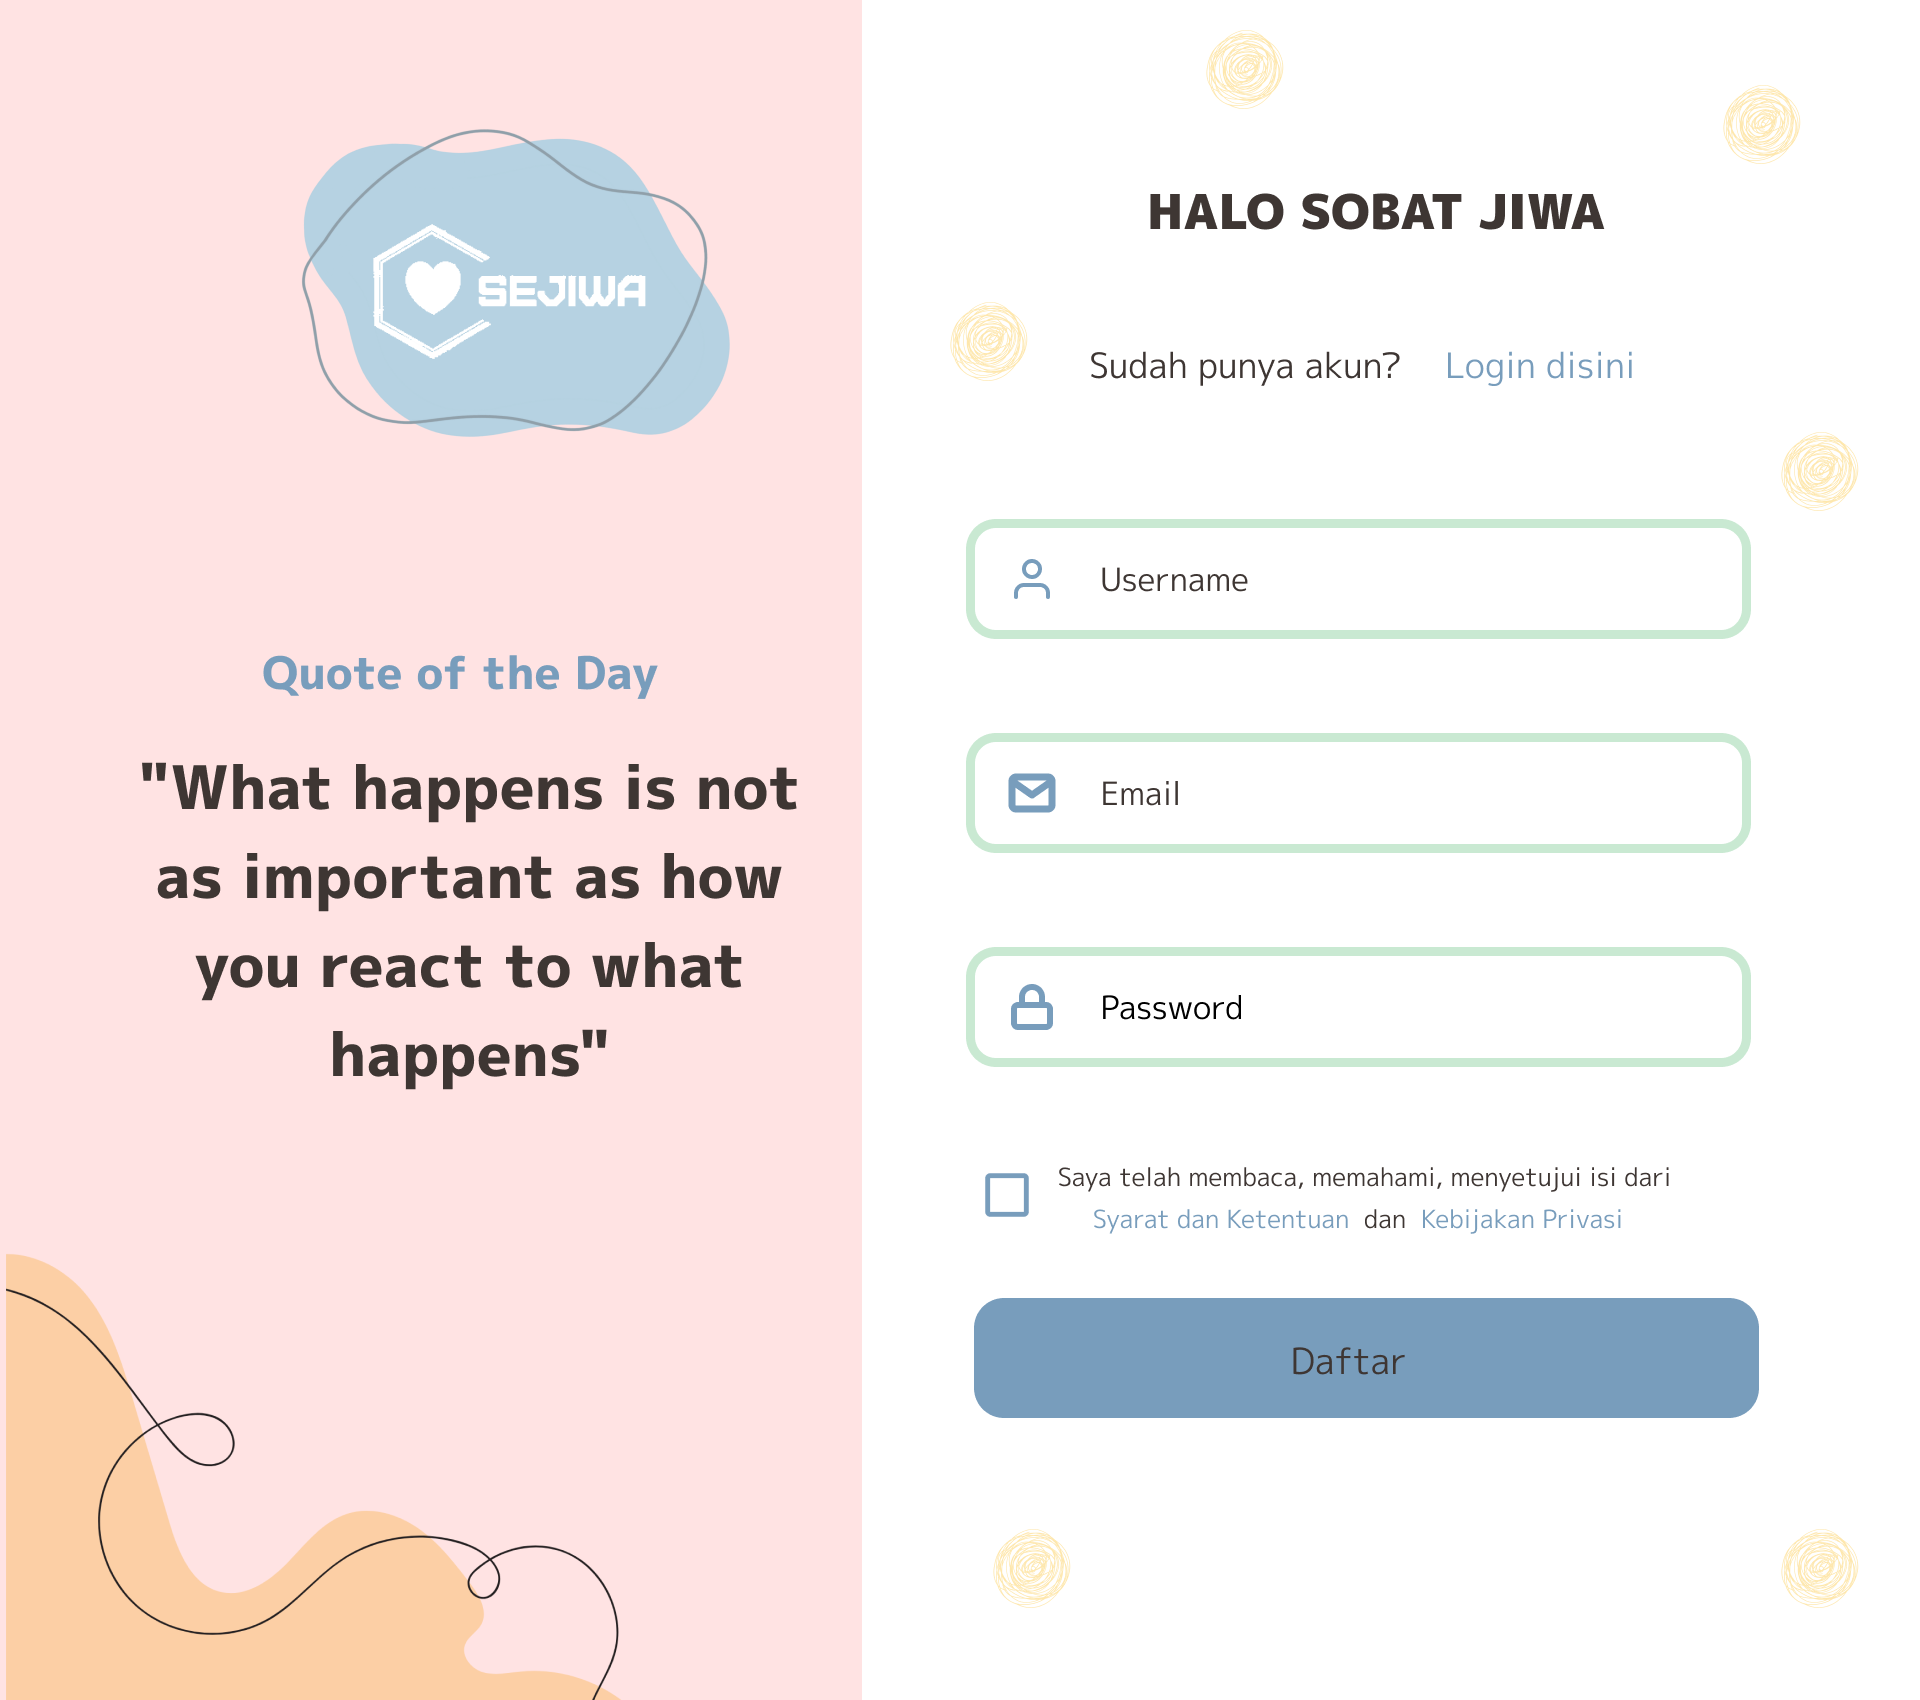 SEJIWA
Quote of the Day
"What happens is not
as important as how
you react to what
happens"
HALO SOBAT JIWA
Sudah punya akun? Login disini
Username
Email
Password
Saya telah membaca, memahami, menyetujui isi dari
Syarat dan Ketentuan dan Kebijakan Privasi
Daftar